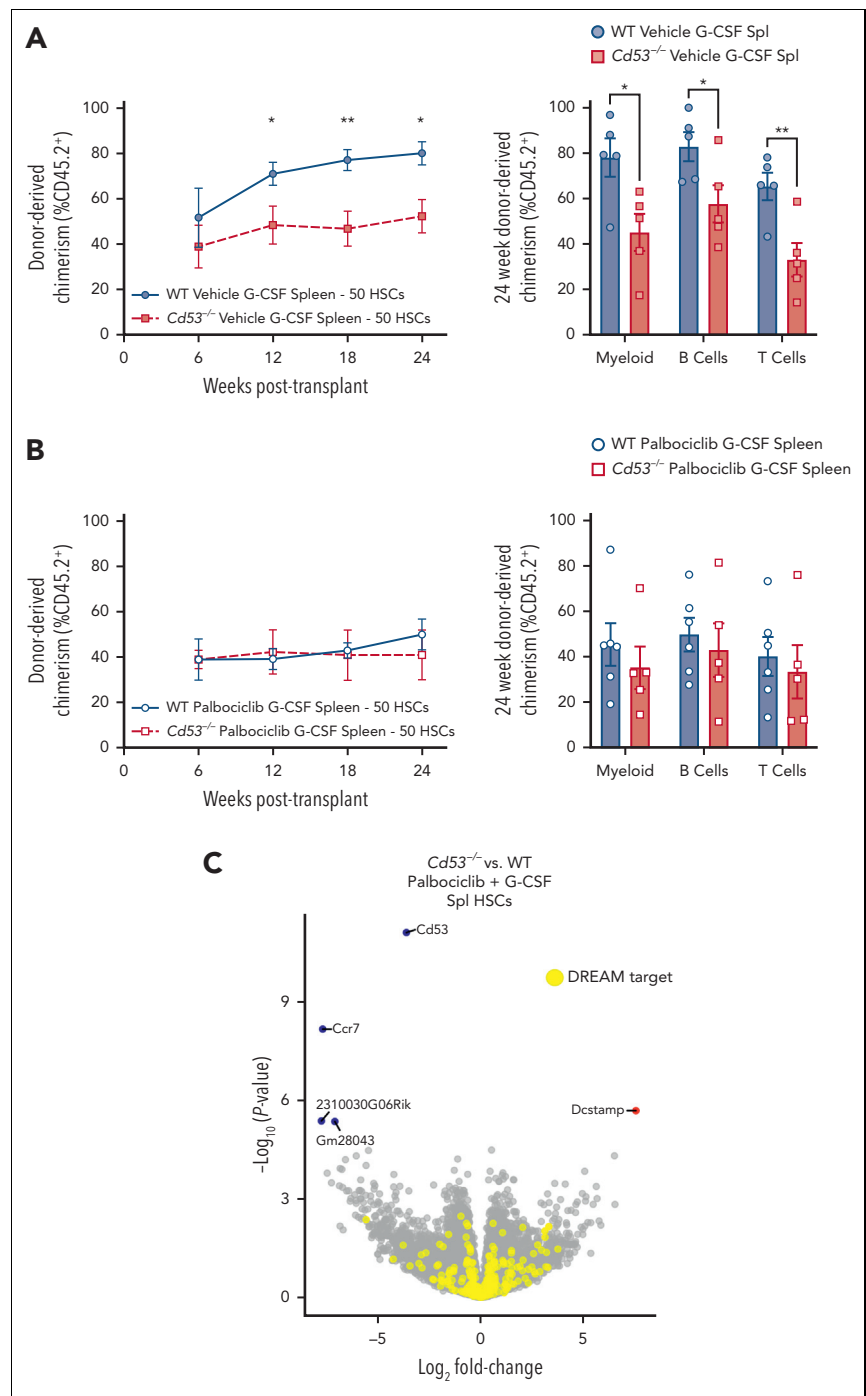 A
WT Vehicle G-CSF Spl
Cd53⁻/⁻ Vehicle G-CSF Spl
Donor-derived
chimerism (%CD45.2⁺)
100
80
60
40
20
0
* ** *
WT Vehicle G-CSF Spleen - 50 HSCs
Cd53⁻/⁻ Vehicle G-CSF Spleen - 50 HSCs
0 6 12 18 24
Weeks post-transplant
24 week donor-derived
chimerism (%CD45.2⁺)
100
80
60
40
20
0
* * **
Myeloid B Cells T Cells
B
WT Palbociclib G-CSF Spleen
Cd53⁻/⁻ Palbociclib G-CSF Spleen
Donor-derived
chimerism (%CD45.2⁺)
100
80
60
40
20
0
WT Palbociclib G-CSF Spleen - 50 HSCs
Cd53⁻/⁻ Palbociclib G-CSF Spleen - 50 HSCs
0 6 12 18 24
Weeks post-transplant
24 week donor-derived
chimerism (%CD45.2⁺)
100
80
60
40
20
0
Myeloid B Cells T Cells
C
Cd53⁻/⁻ vs. WT
Palbociclib + G-CSF
Spl HSCs
Cd53
DREAM target
Ccr7
2310030G06Rik
Gm28043
Dcstamp
–Log₁₀ (P-value)
9
6
3
0
–5 0 5
Log₂ fold-change